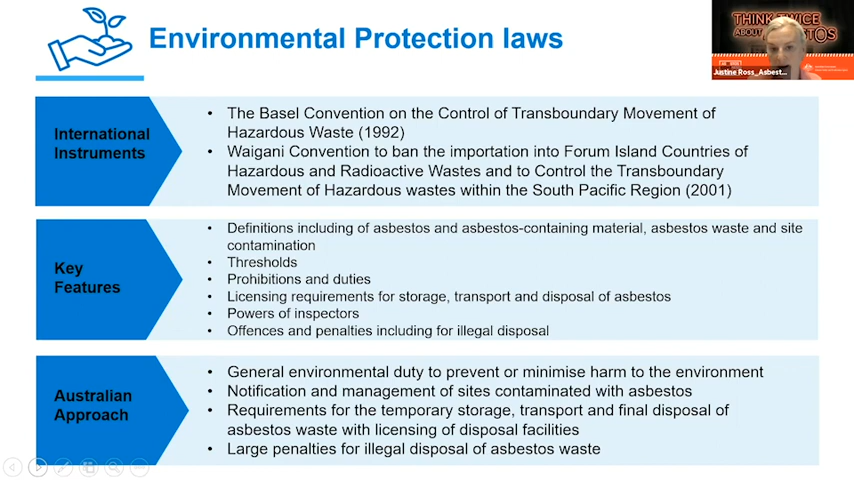 Environmental Protection laws
THINK TWICE
ABOUT
Justine Ross_Asbest...
International
Instruments
• The Basel Convention on the Control of Transboundary Movement of
Hazardous Waste (1992)
• Waigani Convention to ban the importation into Forum Island Countries of
Hazardous and Radioactive Wastes and to Control the Transboundary
Movement of Hazardous wastes within the South Pacific Region (2001)
Key
Features
• Definitions including of asbestos and asbestos-containing material, asbestos waste and site
contamination
• Thresholds
• Prohibitions and duties
• Licensing requirements for storage, transport and disposal of asbestos
• Powers of inspectors
• Offences and penalties including for illegal disposal
Australian
Approach
• General environmental duty to prevent or minimise harm to the environment
• Notification and management of sites contaminated with asbestos
• Requirements for the temporary storage, transport and final disposal of
asbestos waste with licensing of disposal facilities
• Large penalties for illegal disposal of asbestos waste